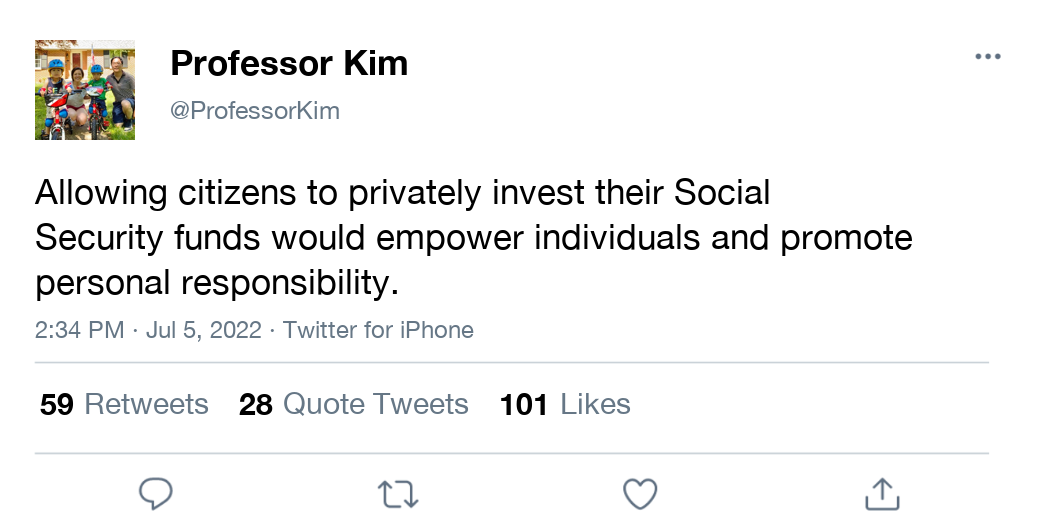 Professor Kim
@ProfessorKim
Allowing citizens to privately invest their Social
Security funds would empower individuals and promote
personal responsibility.
2:34 PM · Jul 5, 2022 · Twitter for iPhone
59 Retweets 28 Quote Tweets 101 Likes